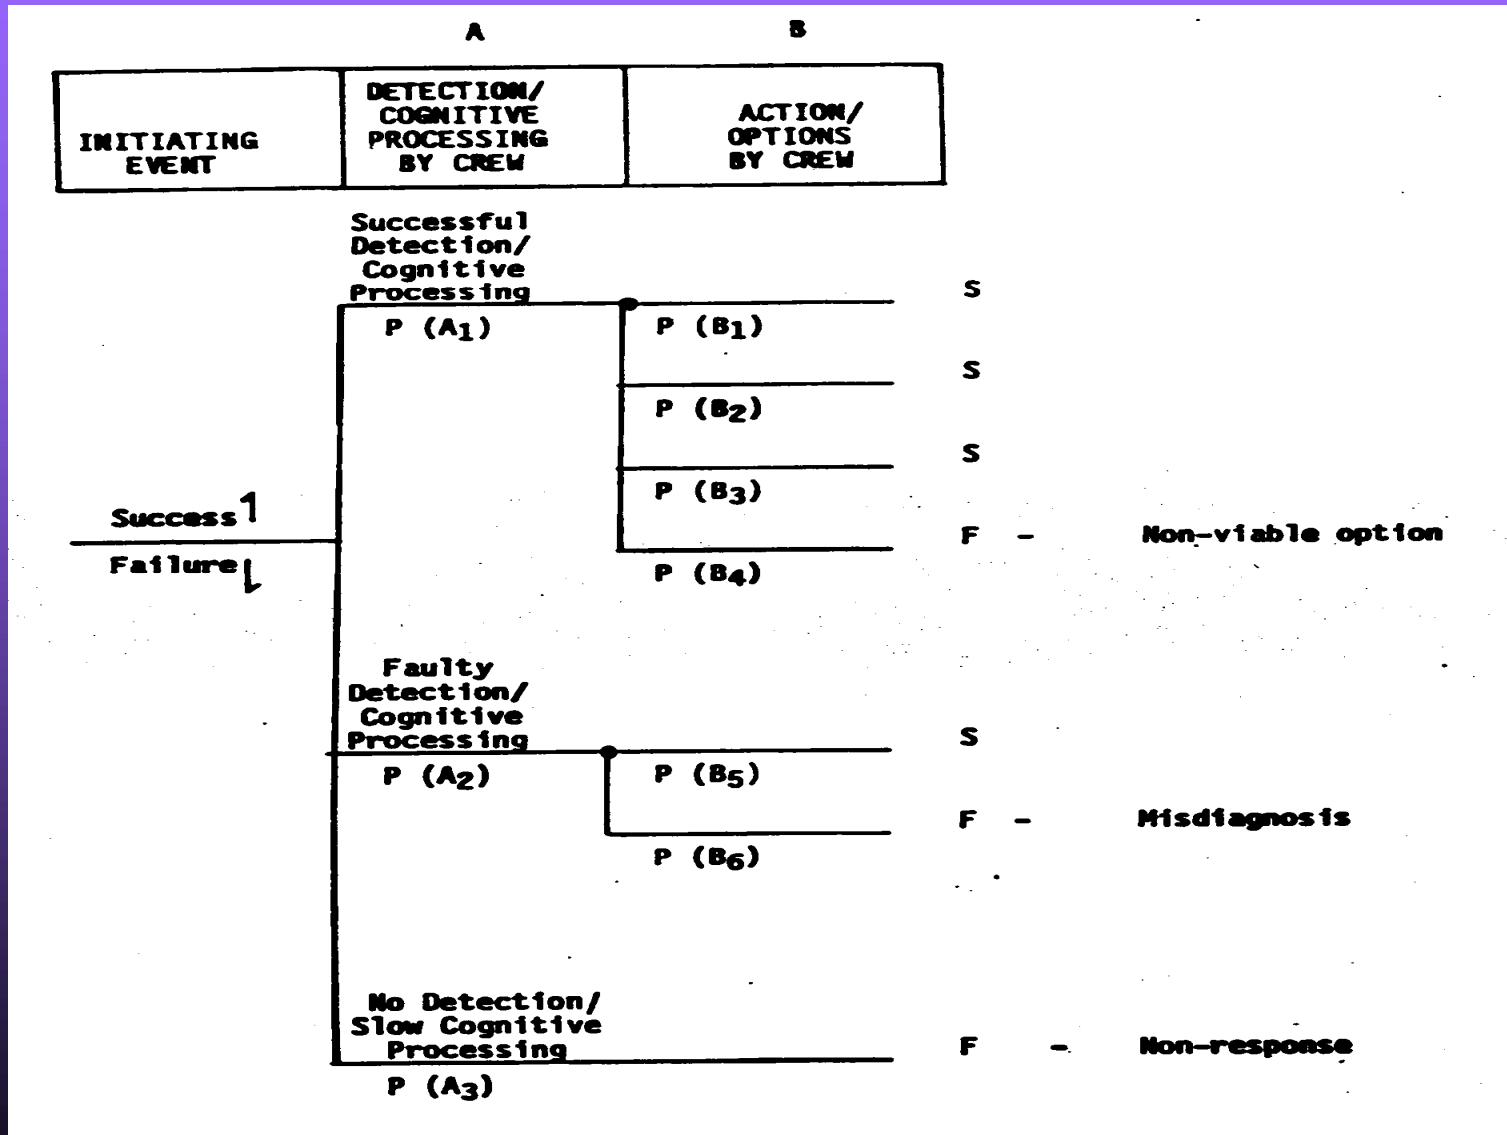 A
B
INITIATING
EVENT
DETECTION/
COGNITIVE
PROCESSING
BY CREW
ACTION/
OPTIONS
BY CREW
Successful
Detection/
Cognitive
Processing
P (A1)
P (B1)
S
P (B2)
S
P (B3)
S
P (B4)
F - Non-viable option
Success
Failure
Faulty
Detection/
Cognitive
Processing
P (A2)
P (B5)
S
P (B6)
F - Misdiagnosis
No Detection/
Slow Cognitive
Processing
P (A3)
F - Non-response